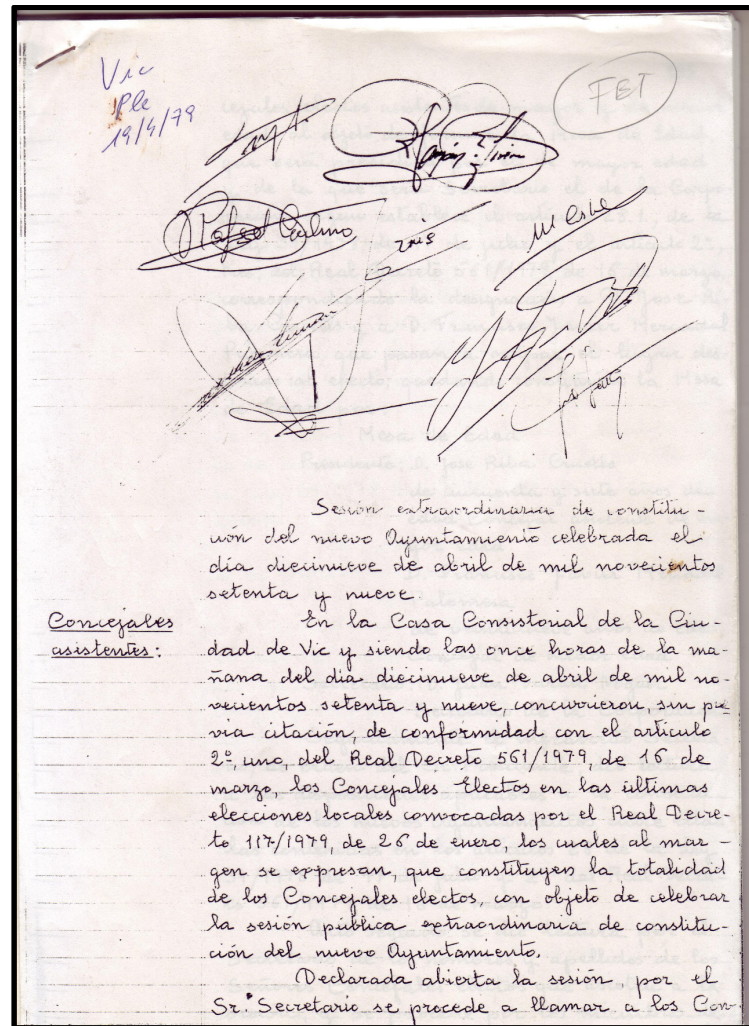 Vic
Ple
19/4/79
FET
Rafael
Sesión extraordinaria de constitu-
ción del nuevo Ayuntamiento celebrada el
día diecinueve de abril de mil novecientos
setenta y nueve.
Concejales
asistentes:
En la Casa Consistorial de la Ciu-
dad de Vic y siendo las once horas de la ma-
ñana del día diecinueve de abril de mil no-
vecientos setenta y nueve, concurrieron, sin pre
via citación, de conformidad con el artículo
2º, uno, del Real Decreto 561/1979, de 16 de
marzo, los Concejales Electos en las últimas
elecciones locales convocadas por el Real Decre-
to 117/1979, de 26 de enero, los cuales al mar-
gen se expresan, que constituyen la totalidad
de los Concejales electos con objeto de celebrar
la sesión pública extraordinaria de constitu-
ción del nuevo Ayuntamiento.
Declarada abierta la sesión, por el
Sr. Secretario se procede a llamar a los Con-